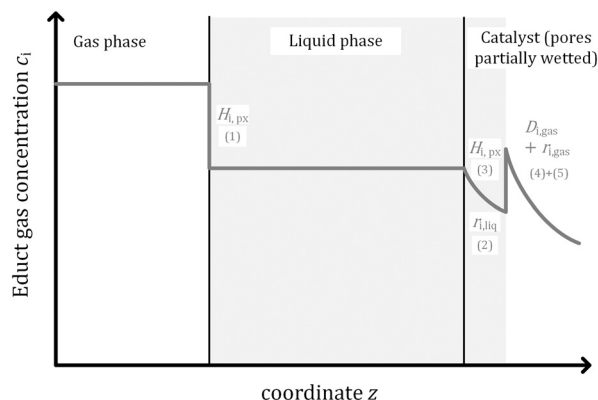 Gas phase
Liquid phase
Catalyst (pores
partially wetted)
Educt gas concentration cᵢ
Hi, px
(1)
Hi, px
(3)
ri,liq
(2)
Di,gas
+ ri,gas
(4)+(5)
coordinate z